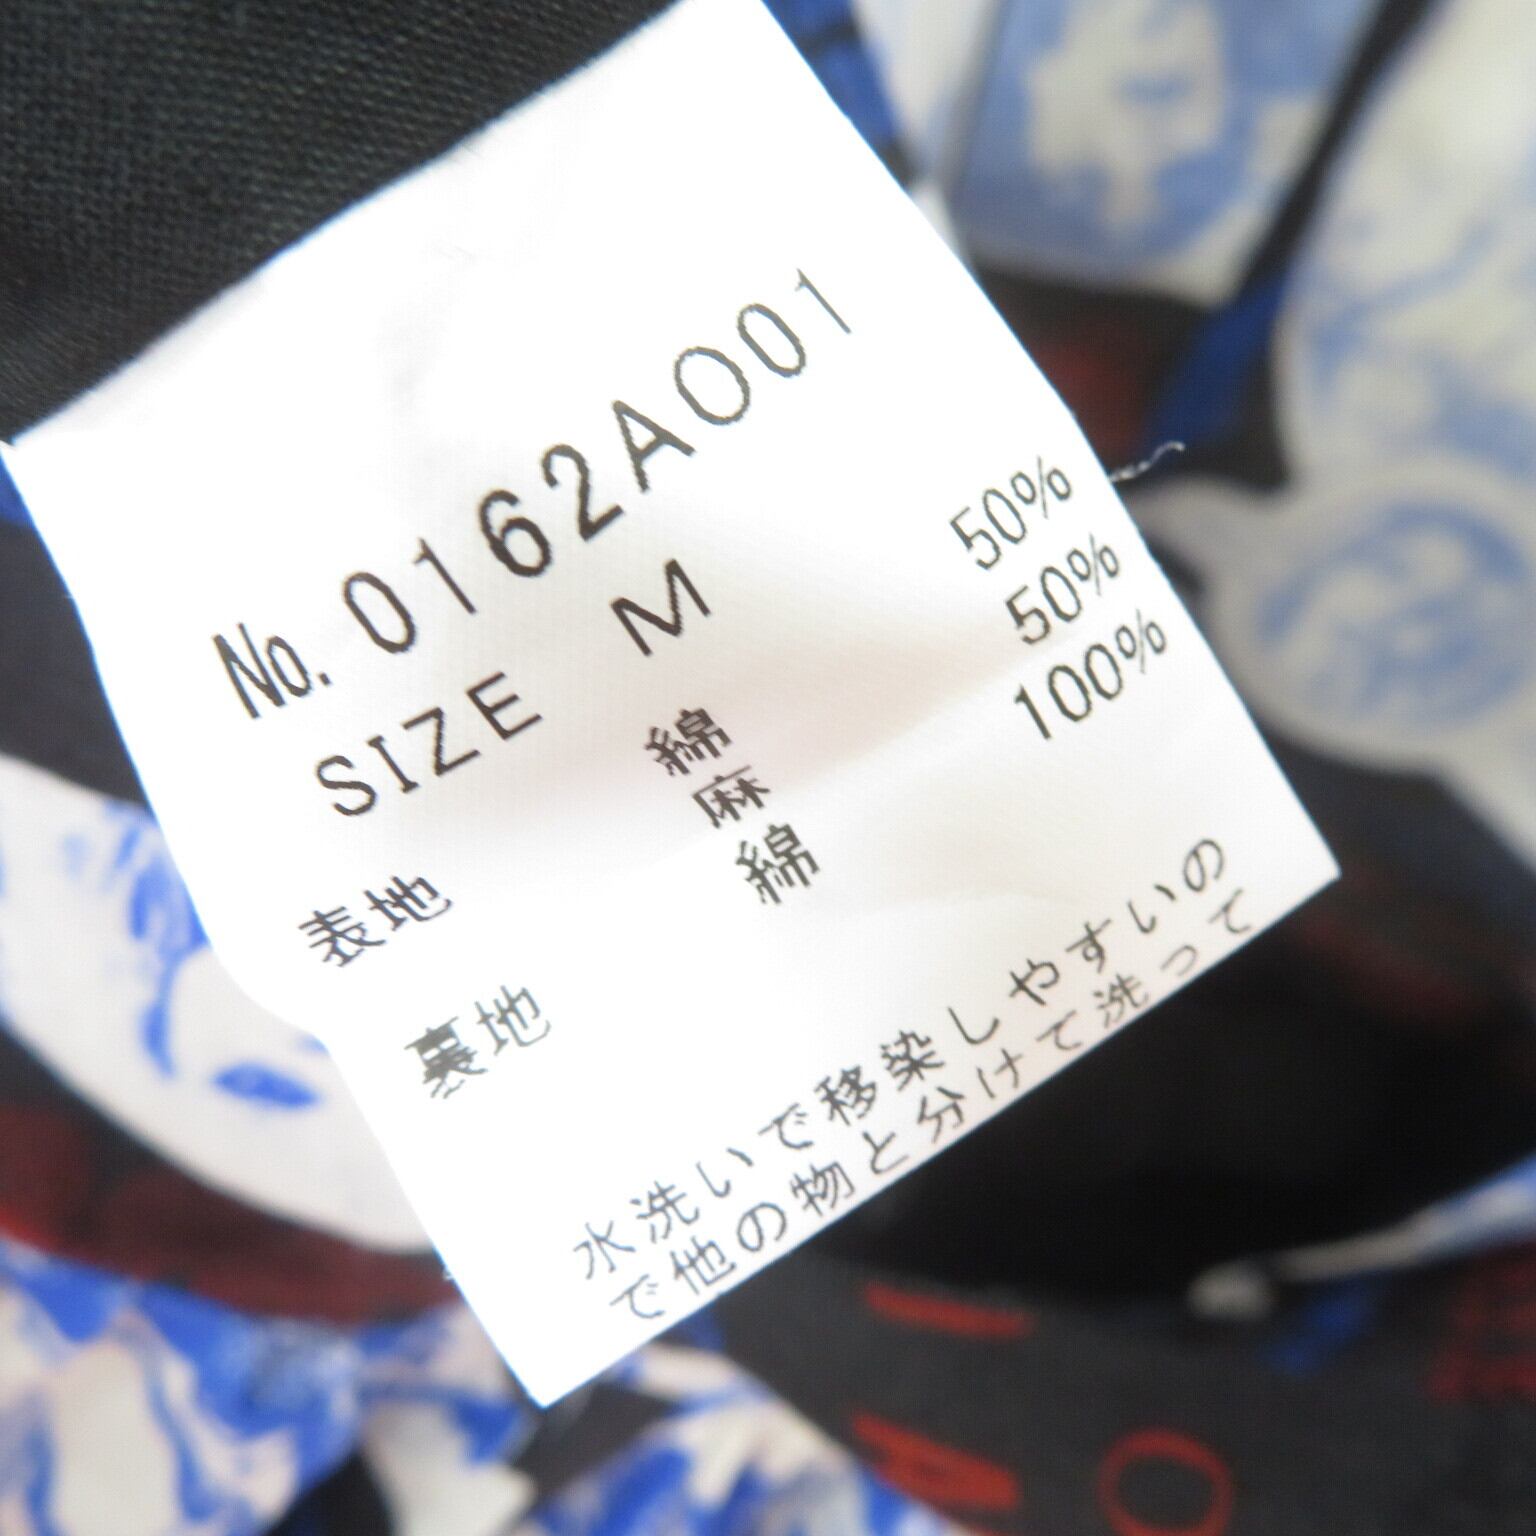 No. 0162A001
SIZE M
表地 綿 50%
麻 50%
裏地 綿 100%
水洗いで移染しやすいの
で他の物と分けて洗って